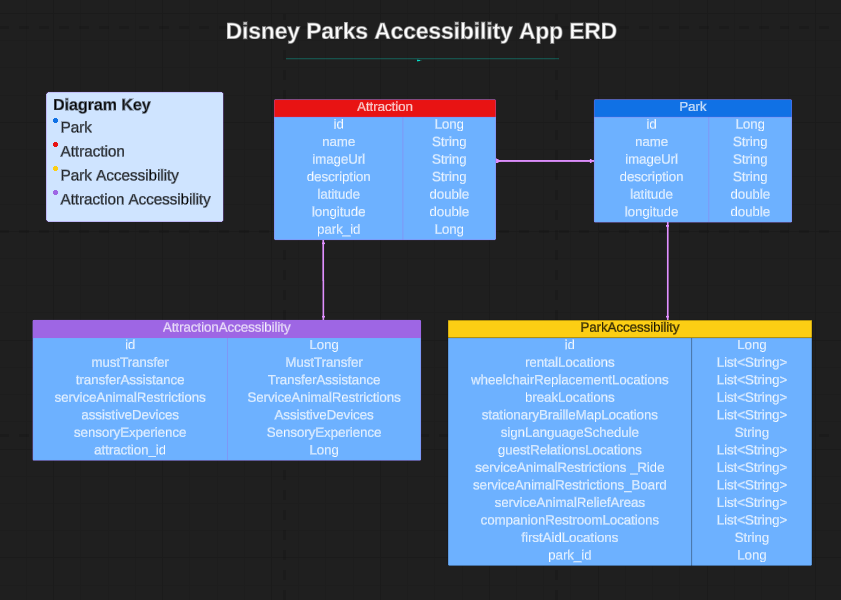 Disney Parks Accessibility App ERD
Diagram Key
Park
Attraction
Park Accessibility
Attraction Accessibility
Attraction
id Long
name String
imageUrl String
description String
latitude double
longitude double
park_id Long
Park
id Long
name String
imageUrl String
description String
latitude double
longitude double
AttractionAccessibility
id Long
mustTransfer MustTransfer
transferAssistance TransferAssistance
serviceAnimalRestrictions ServiceAnimalRestrictions
assistiveDevices AssistiveDevices
sensoryExperience SensoryExperience
attraction_id Long
ParkAccessibility
id Long
rentalLocations List<String>
wheelchairReplacementLocations List<String>
breakLocations List<String>
stationaryBrailleMapLocations List<String>
signLanguageSchedule String
guestRelationsLocations List<String>
serviceAnimalRestrictions _Ride List<String>
serviceAnimalRestrictions_Board List<String>
serviceAnimalReliefAreas List<String>
companionRestroomLocations List<String>
firstAidLocations String
park_id Long